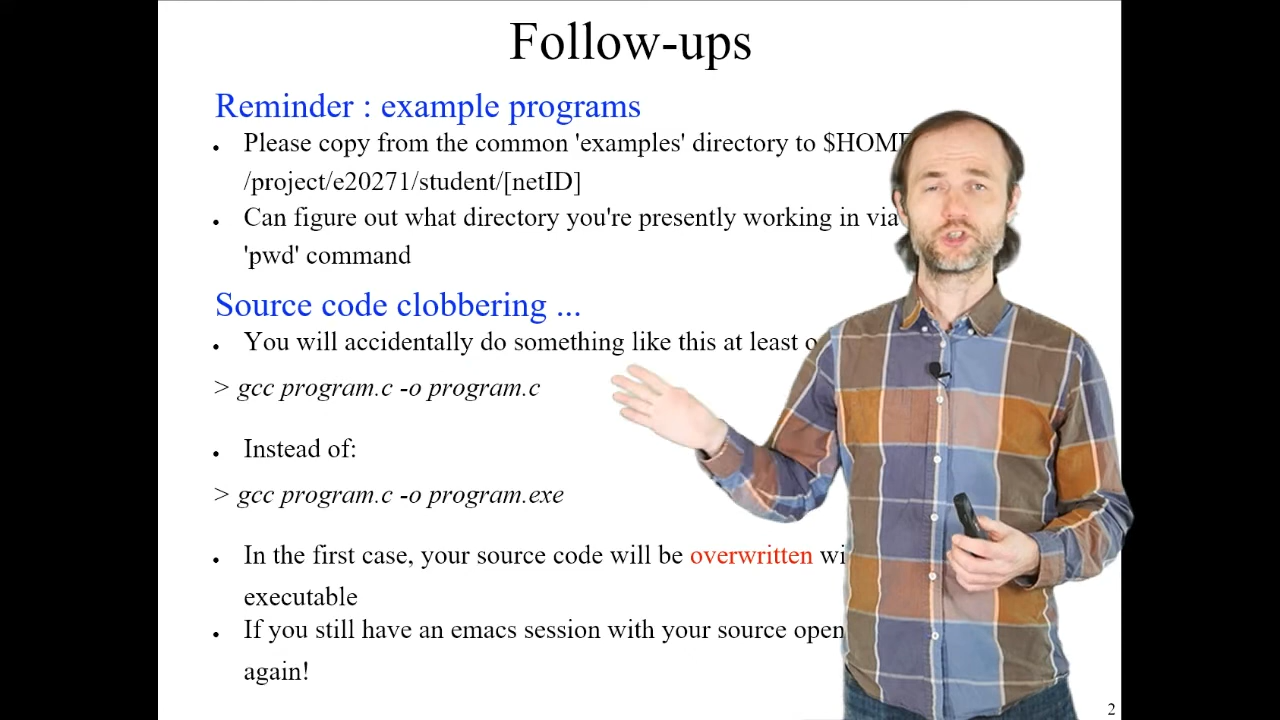 Follow-ups
Reminder : example programs
• Please copy from the common 'examples' directory to
/project/e20271/student/[netID]
• Can figure out what directory you're presently working in via
'pwd' command
Source code clobbering ...
• You will accidentally do something like this at least
> gcc program.c -o program.c
• Instead of:
> gcc program.c -o program.exe
• In the first case, your source code will be overwritten
executable
• If you still have an emacs session with your source open
again!
2